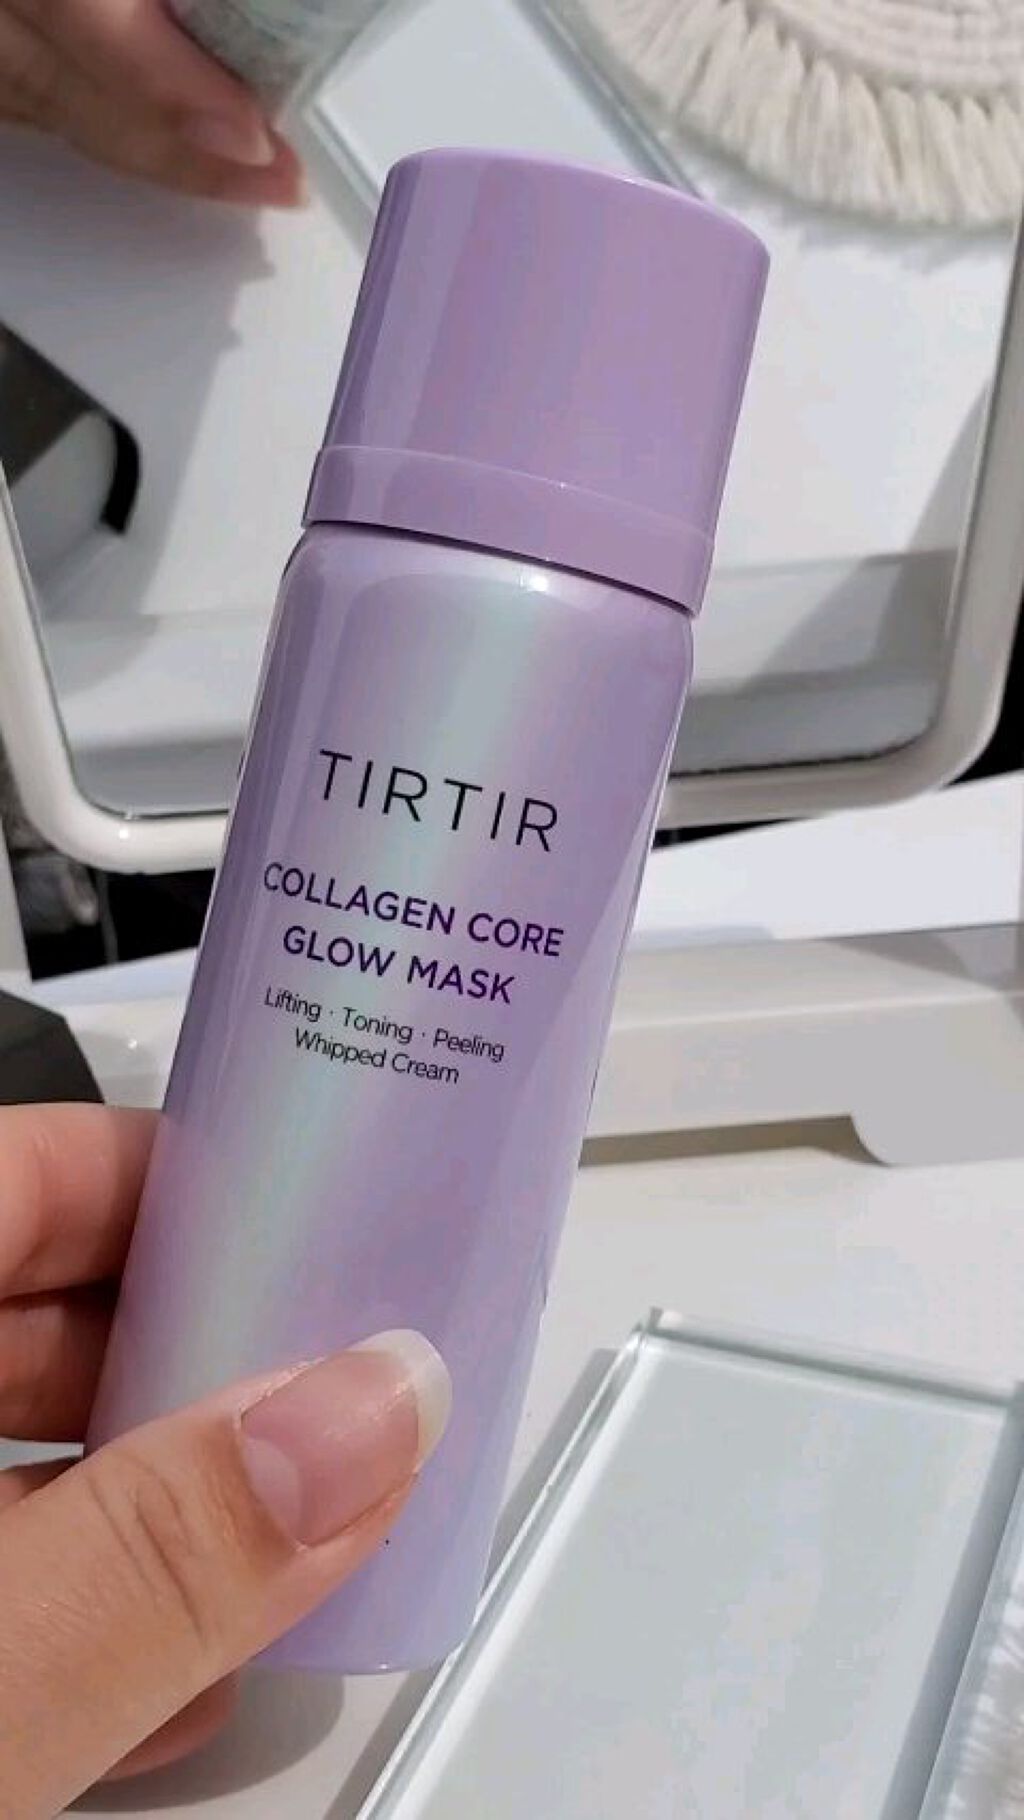 TIRTIR
COLLAGEN CORE
GLOW MASK
Lifting · Toning · Peeling
Whipped Cream